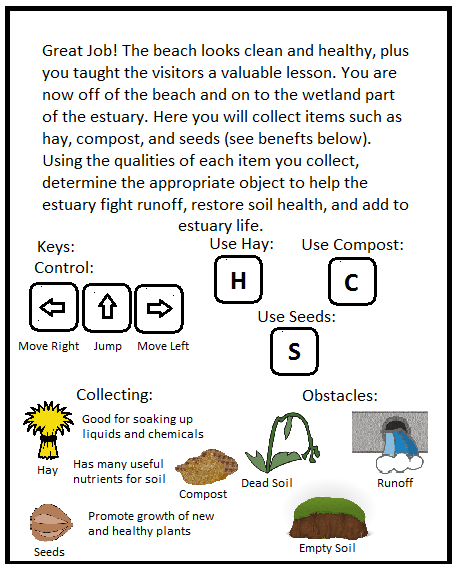 Great Job! The beach looks clean and healthy, plus
you taught the visitors a valuable lesson. You are
now off of the beach and on to the wetland part
of the estuary. Here you will collect items such as
hay, compost, and seeds (see benefts below).
Using the qualities of each item you collect,
determine the appropriate object to help the
estuary fight runoff, restore soil health, and add to
estuary life.
Keys:
Control:
Move Right
Jump
Move Left
Use Hay:
H
Use Compost:
C
Use Seeds:
S
Collecting:
Good for soaking up
liquids and chemicals
Hay
Has many useful
nutrients for soil
Compost
Promote growth of new
and healthy plants
Seeds
Obstacles:
Dead Soil
Runoff
Empty Soil